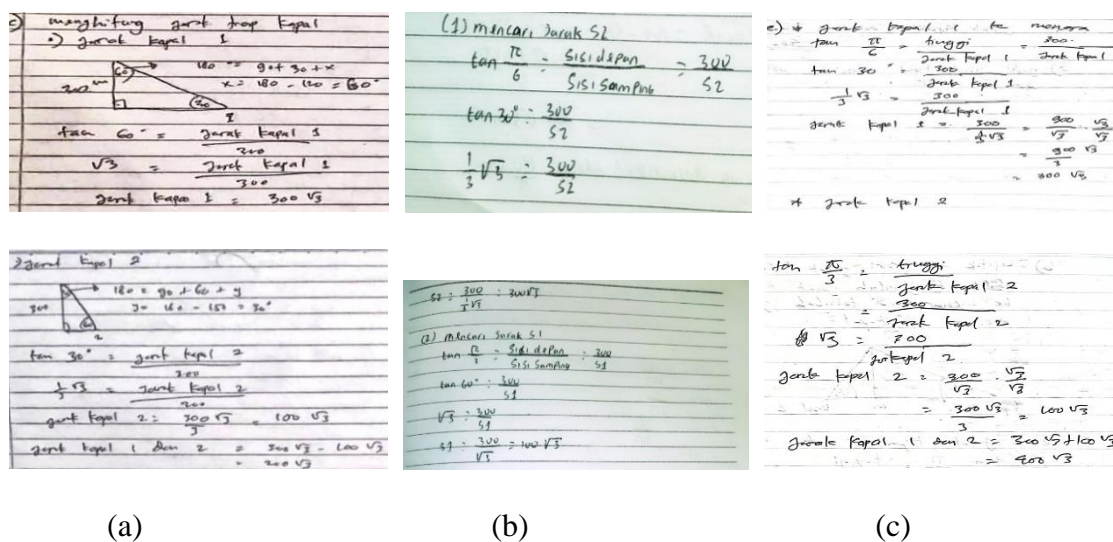 c) menghitung jarak tiap kapal
•) jarak kapal 1
60
180 = 90 + 30 + x
x = 180 - 120 = 60°
300 m
30
1
tan 60° = jarak kapal 1 / 300
√3 = jarak kapal 1 / 300
jarak kapal 1 = 300 √3
•) jarak kapal 2
180 = 90 + 60 + y
y = 180 - 150 = 30°
300
60
2
tan 30° = jarak kapal 2 / 300
1/3 √3 = jarak kapal 2 / 300
jarak kapal 2 = 300 √3 / 3 = 100 √3
jarak kapal 1 dan 2 = 300 √3 - 100 √3
= 200 √3
(a)
(1) mencari Jarak S2
tan π/6 = Sisi depan / Sisi Samping = 300 / S2
tan 30° = 300 / S2
1/3 √3 = 300 / S2
S2 = 300 / 1/3 √3 = 300√3
(2) mencari Jarak S1
tan π/3 = Sisi depan / Sisi Samping = 300 / S1
tan 60° = 300 / S1
√3 = 300 / S1
S1 = 300 / √3 = 100 √3
(b)
c) * jarak kapal 1 ke menara
tan π/6 = tinggi / jarak kapal 1 = 300 / jarak kapal 1
tan 30° = 300 / jarak kapal 1
1/3 √3 = 300 / jarak kapal 1
jarak kapal 1 = 300 / 1/3 √3 = 900 / √3 . √3 / √3
= 900 √3 / 3
= 300 √3
* jarak kapal 2
tan π/3 = tinggi / jarak kapal 2
= 300 / jarak kapal 2
√3 = 300 / jarak kapal 2
jarak kapal 2 = 300 / √3 . √3 / √3
= 300 √3 / 3 = 100 √3
Jarak kapal 1 dan 2 = 300 √3 + 100 √3
= 400 √3
(c)